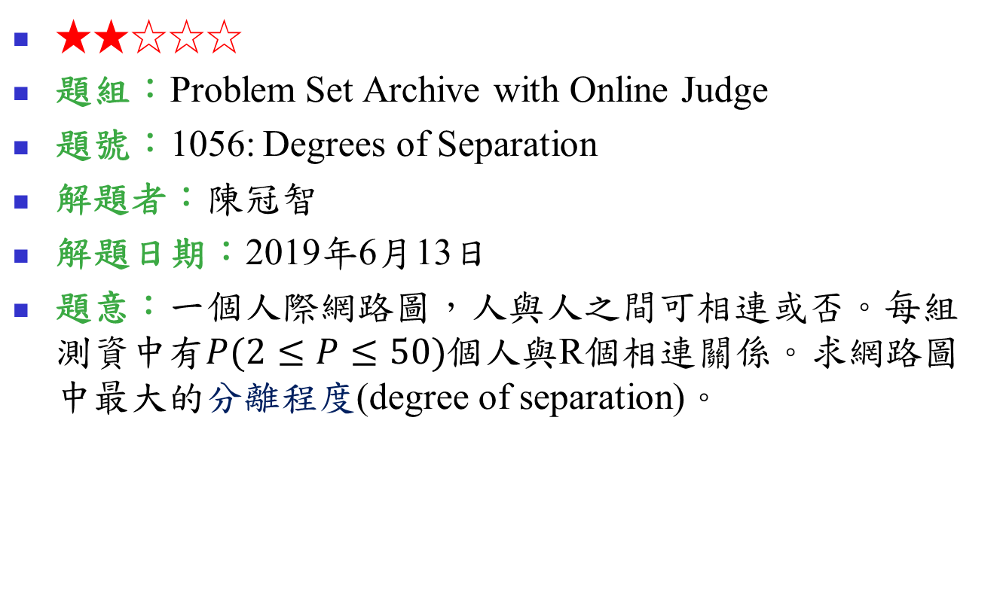 ★★☆☆☆
題組：Problem Set Archive with Online Judge
題號：1056: Degrees of Separation
解題者：陳冠智
解題日期：2019年6月13日
題意：一個人際網路圖，人與人之間可相連或否。每組
測資中有P(2 ≤ P ≤ 50)個人與R個相連關係。求網路圖
中最大的分離程度(degree of separation)。